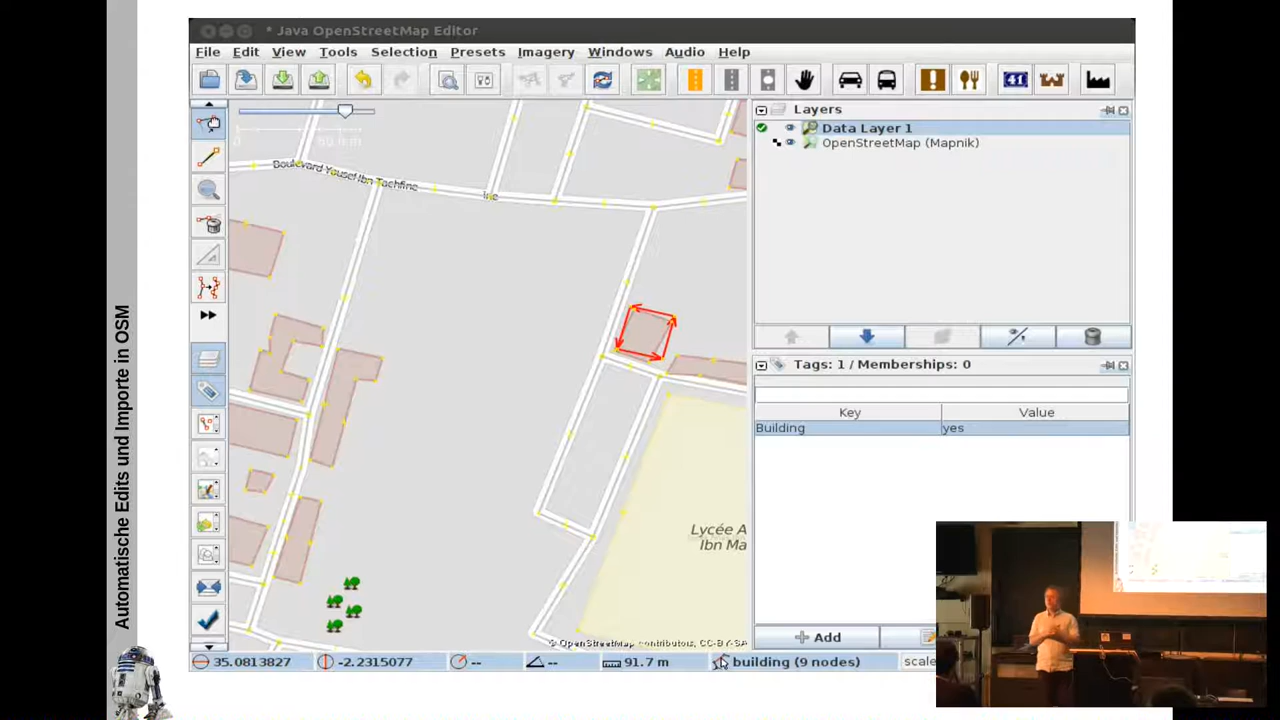 * Java OpenStreetMap Editor
File Edit View Tools Selection Presets Imagery Windows Audio Help
41
Layers
Data Layer 1
OpenStreetMap (Mapnik)
Boulevard Yousef Ibn Tachfine
Tags: 1 / Memberships: 0
Key Value
Building yes
Lycée A
Ibn Ma
Add
© OpenStreetMap contributors, CC-BY-SA
35.0813827 -2.2315077 -- -- 91.7 m building (9 nodes) scale
Automatische Edits und Importe in OSM